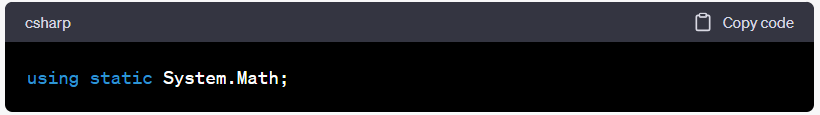 csharp Copy code
using static System.Math;